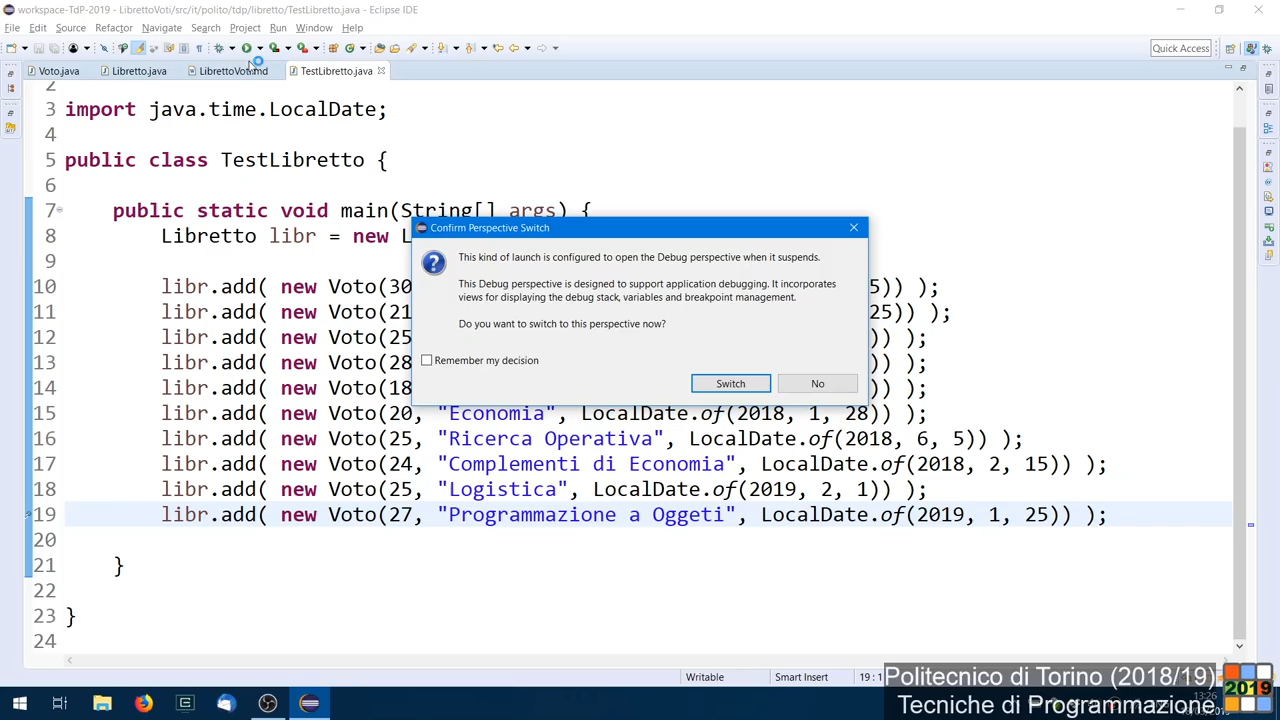 workspace-TdP-2019 - LibrettoVoti/src/it/polito/tdp/libretto/TestLibretto.java - Eclipse IDE
File Edit Source Refactor Navigate Search Project Run Window Help
Quick Access
Voto.java Libretto.java LibrettoVoti.md TestLibretto.java
2
3 import java.time.LocalDate;
4
5 public class TestLibretto {
6
7 public static void main(String[] args) {
8 Libretto libr = new L
9
10 libr.add( new Voto(30 5)) );
11 libr.add( new Voto(21 25)) );
12 libr.add( new Voto(25 )) );
13 libr.add( new Voto(28 )) );
14 libr.add( new Voto(18 )) );
15 libr.add( new Voto(20, "Economia", LocalDate.of(2018, 1, 28)) );
16 libr.add( new Voto(25, "Ricerca Operativa", LocalDate.of(2018, 6, 5)) );
17 libr.add( new Voto(24, "Complementi di Economia", LocalDate.of(2018, 2, 15)) );
18 libr.add( new Voto(25, "Logistica", LocalDate.of(2019, 2, 1)) );
19 libr.add( new Voto(27, "Programmazione a Oggeti", LocalDate.of(2019, 1, 25)) );
20
21 }
22
23 }
24
Confirm Perspective Switch
This kind of launch is configured to open the Debug perspective when it suspends.
This Debug perspective is designed to support application debugging. It incorporates
views for displaying the debug stack, variables and breakpoint management.
Do you want to switch to this perspective now?
Remember my decision
Switch No
Writable Smart Insert 19 : 1
Politecnico di Torino (2018/19)
Tecniche di Programmazione
2019
13:26